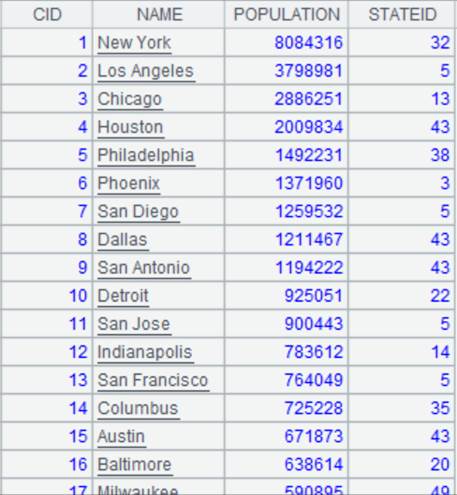 CID NAME POPULATION STATEID
1 New York 8084316 32
2 Los Angeles 3798981 5
3 Chicago 2886251 13
4 Houston 2009834 43
5 Philadelphia 1492231 38
6 Phoenix 1371960 3
7 San Diego 1259532 5
8 Dallas 1211467 43
9 San Antonio 1194222 43
10 Detroit 925051 22
11 San Jose 900443 5
12 Indianapolis 783612 14
13 San Francisco 764049 5
14 Columbus 725228 35
15 Austin 671873 43
16 Baltimore 638614 20
17 Milwaukee 590895 49